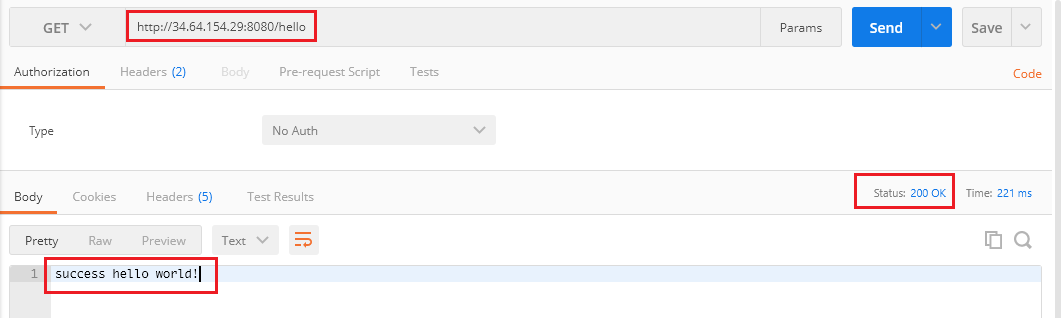 GET http://34.64.154.29:8080/hello Params Send Save
Authorization Headers (2) Body Pre-request Script Tests Code
Type No Auth
Body Cookies Headers (5) Test Results Status: 200 OK Time: 221 ms
Pretty Raw Preview Text
1 success hello world!